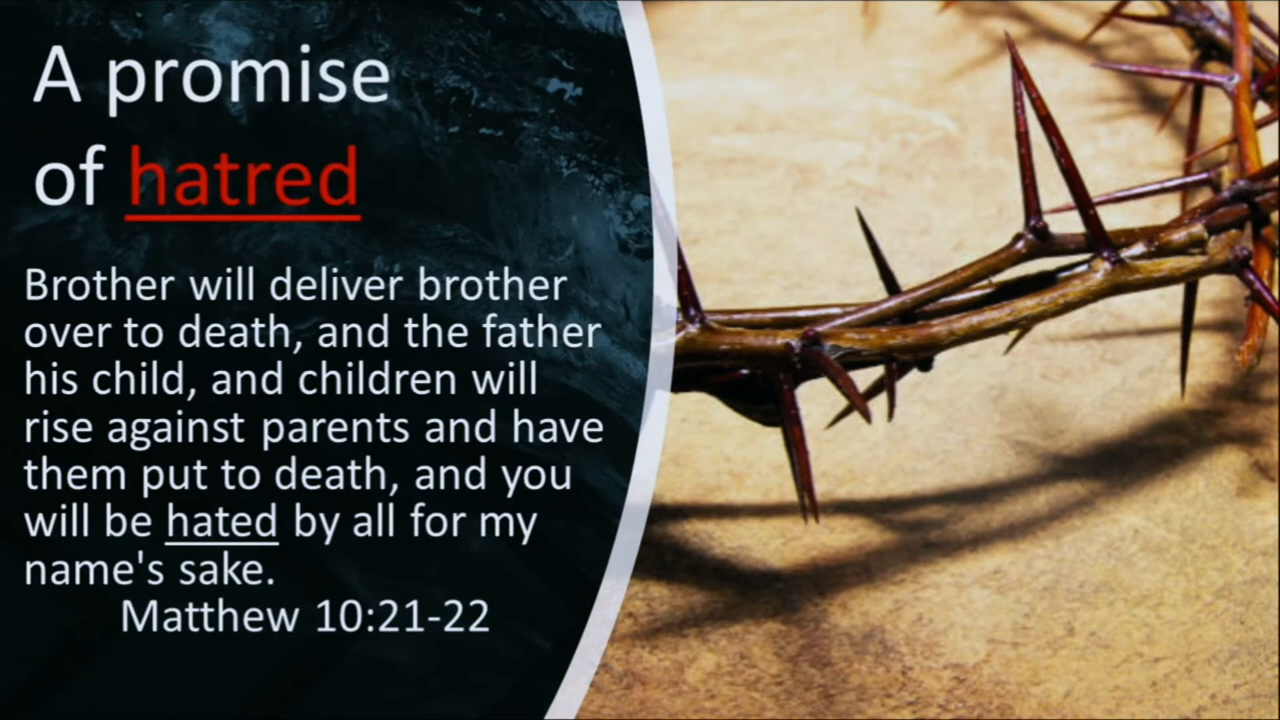 A promise
of hatred
Brother will deliver brother
over to death, and the father
his child, and children will
rise against parents and have
them put to death, and you
will be hated by all for my
name's sake.
Matthew 10:21-22